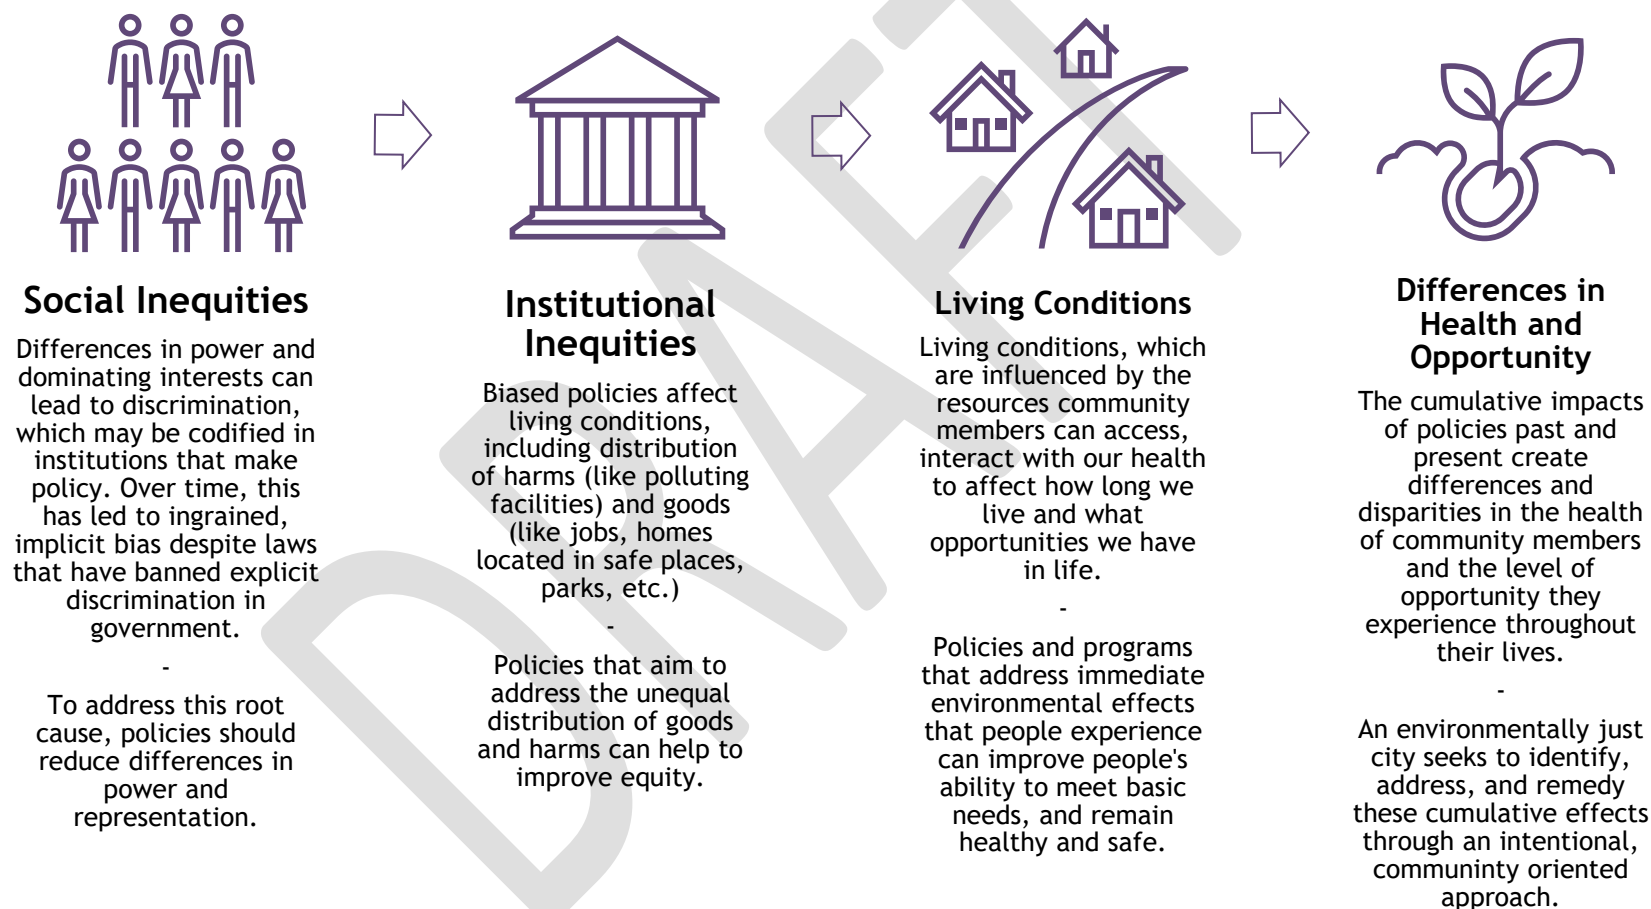 Social Inequities
Differences in power and
dominating interests can
lead to discrimination,
which may be codified in
institutions that make
policy. Over time, this
has led to ingrained,
implicit bias despite laws
that have banned explicit
discrimination in
government.
-
To address this root
cause, policies should
reduce differences in
power and
representation.
Institutional
Inequities
Biased policies affect
living conditions,
including distribution
of harms (like polluting
facilities) and goods
(like jobs, homes
located in safe places,
parks, etc.)
-
Policies that aim to
address the unequal
distribution of goods
and harms can help to
improve equity.
Living Conditions
Living conditions, which
are influenced by the
resources community
members can access,
interact with our health
to affect how long we
live and what
opportunities we have
in life.
-
Policies and programs
that address immediate
environmental effects
that people experience
can improve people's
ability to meet basic
needs, and remain
healthy and safe.
Differences in
Health and
Opportunity
The cumulative impacts
of policies past and
present create
differences and
disparities in the health
of community members
and the level of
opportunity they
experience throughout
their lives.
-
An environmentally just
city seeks to identify,
address, and remedy
these cumulative effects
through an intentional,
communinty oriented
approach.
DRAFT